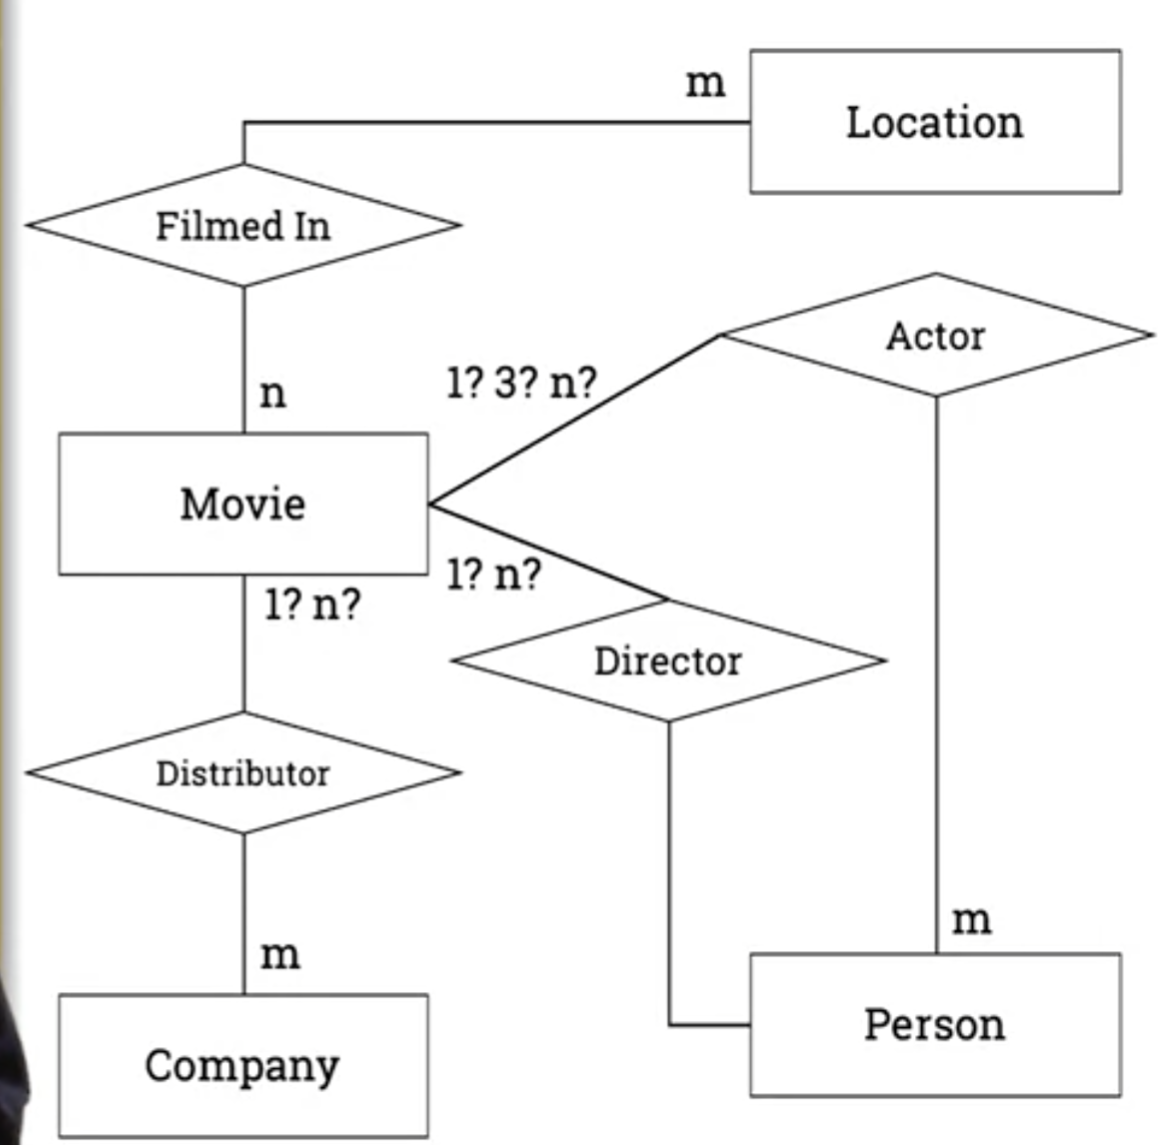 m
Location
Filmed In
Actor
1? 3? n?
n
Movie
1? n?
1? n?
Director
Distributor
m
m
Person
Company